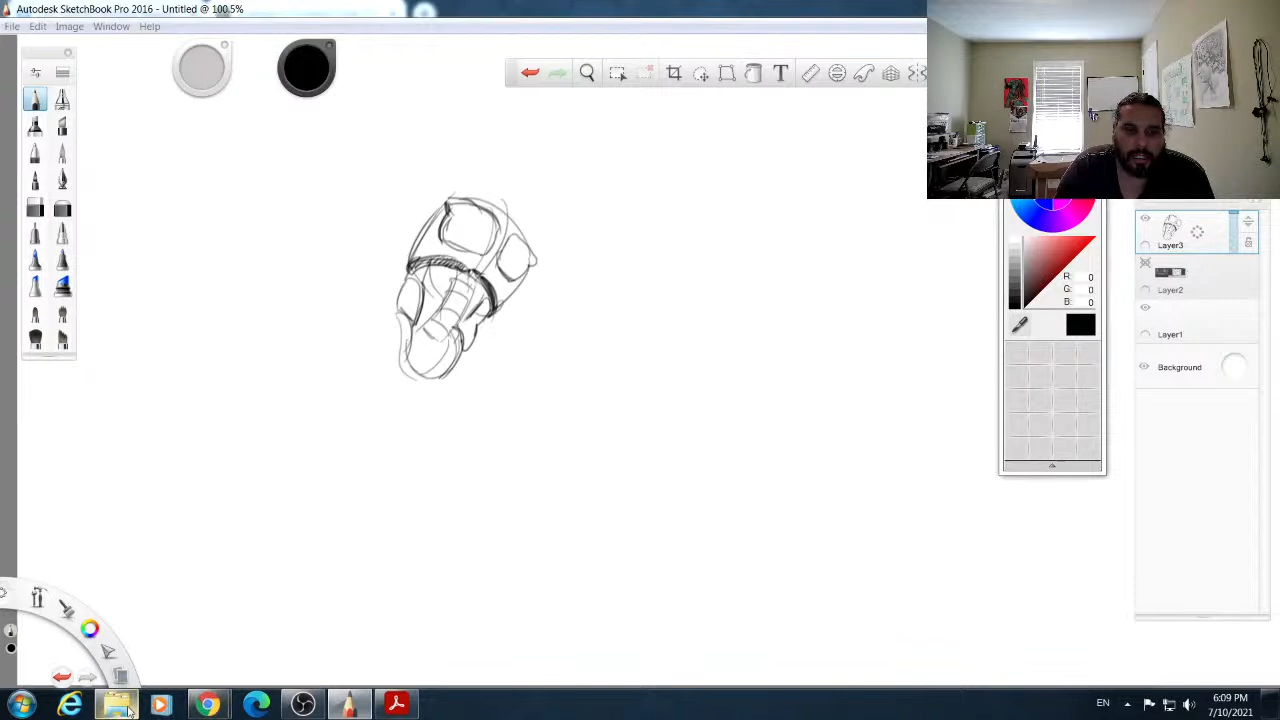 Autodesk SketchBook Pro 2016 - Untitled @ 100.5%
File Edit Image Window Help
T
Layer3
Layer2
Layer1
Background
R 0
G: 0
B: 0
EN
6:09 PM
7/10/2021